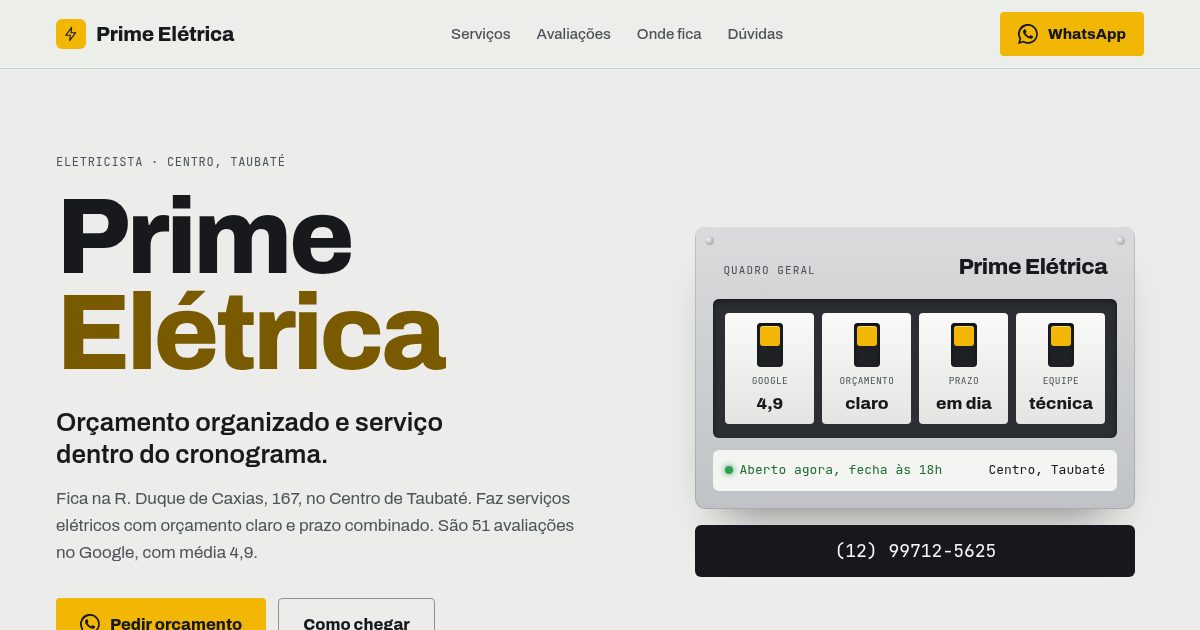 Prime Elétrica
Serviços
Avaliações
Onde fica
Dúvidas
WhatsApp
ELETRICISTA · CENTRO, TAUBATÉ
Prime
Elétrica
Orçamento organizado e serviço
dentro do cronograma.
Fica na R. Duque de Caxias, 167, no Centro de Taubaté. Faz serviços
elétricos com orçamento claro e prazo combinado. São 51 avaliações
no Google, com média 4,9.
Pedir orçamento
Como chegar
QUADRO GERAL
Prime Elétrica
GOOGLE
4,9
ORÇAMENTO
claro
PRAZO
em dia
EQUIPE
técnica
Aberto agora, fecha às 18h
Centro, Taubaté
(12) 99712-5625